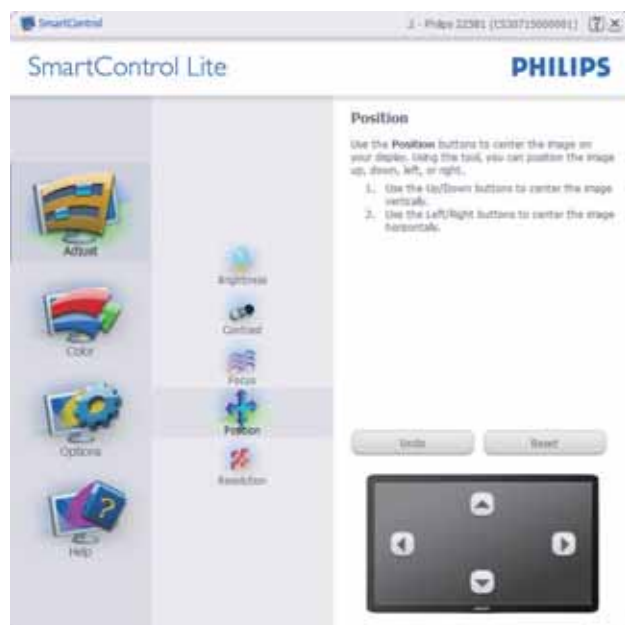 SmartControl
SmartControl Lite
PHILIPS
Position
Use the Position buttons to center the image on
your display. Using the tool, you can position the image
up, down, left, or right.
1. Use the Up/Down buttons to center the image
vertically.
2. Use the Left/Right buttons to center the image
horizontally.
Adjust
Color
Options
Help
Brightness
Contrast
Focus
Position
Resolution
Undo
Reset